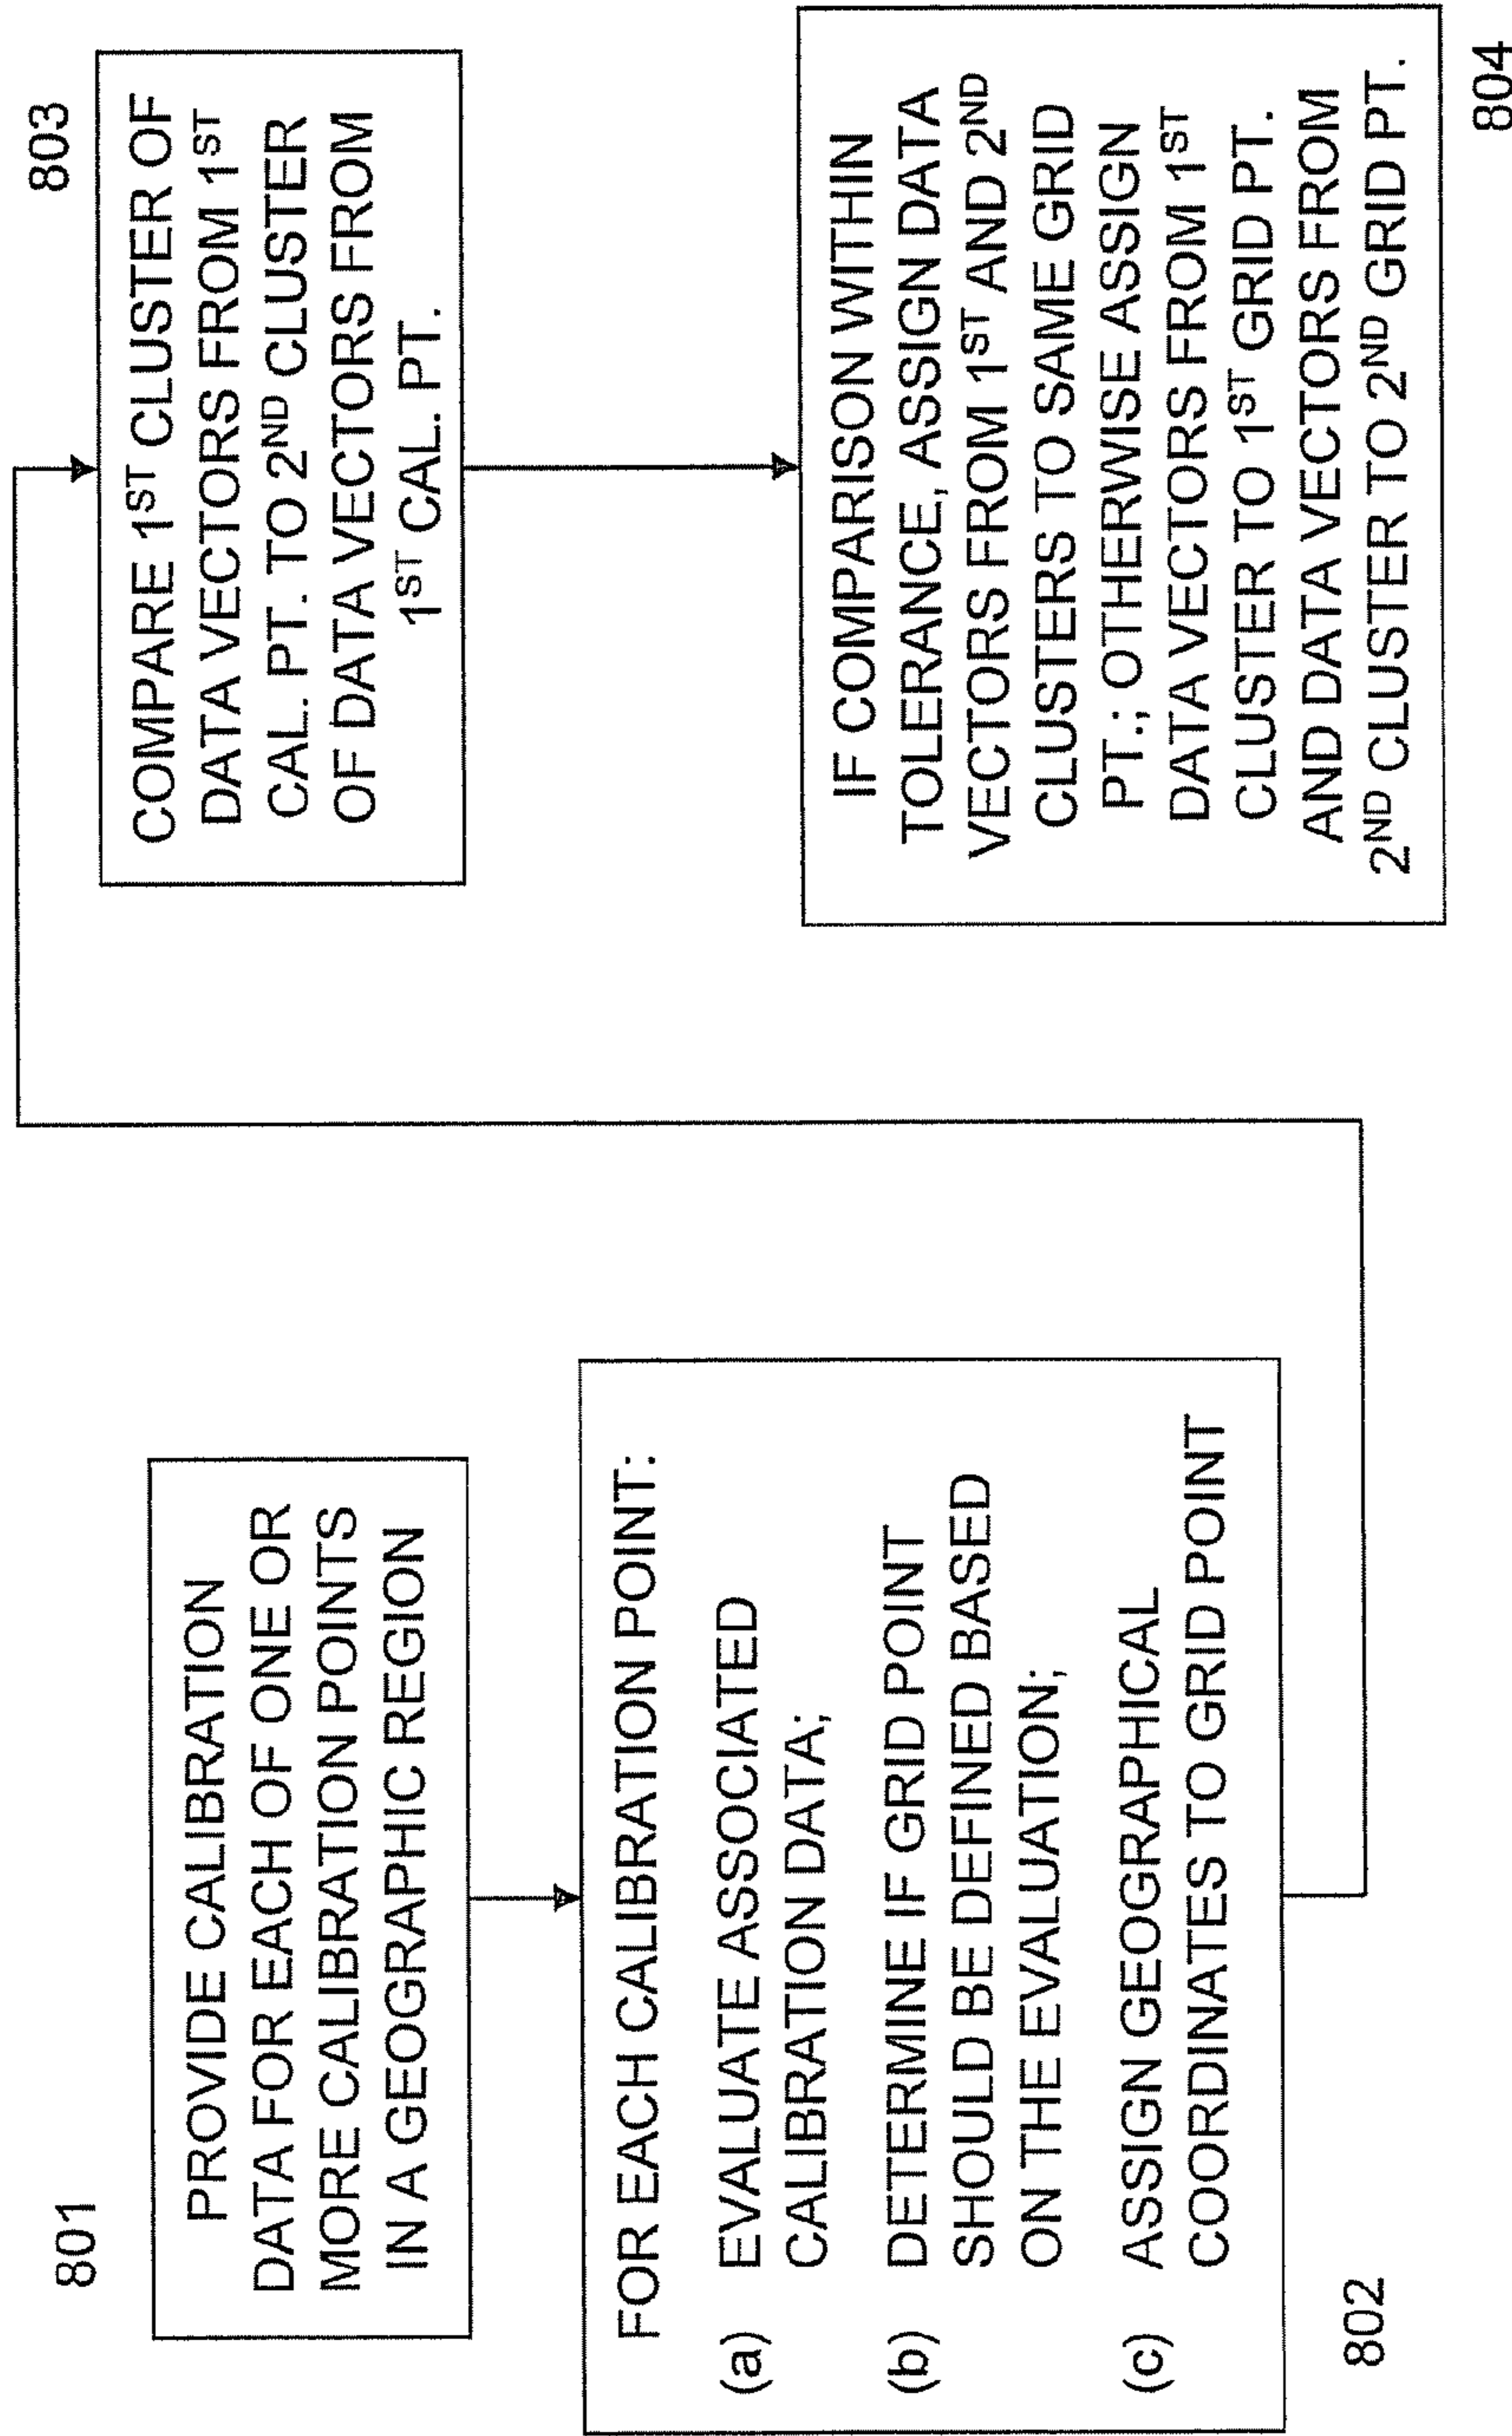 801
PROVIDE CALIBRATION
DATA FOR EACH OF ONE OR
MORE CALIBRATION POINTS
IN A GEOGRAPHIC REGION
FOR EACH CALIBRATION POINT:
(a) EVALUATE ASSOCIATED
CALIBRATION DATA;
(b) DETERMINE IF GRID POINT
SHOULD BE DEFINED BASED
ON THE EVALUATION;
(c) ASSIGN GEOGRAPHICAL
COORDINATES TO GRID POINT
802
803
COMPARE 1ST CLUSTER OF
DATA VECTORS FROM 1ST
CAL. PT. TO 2ND CLUSTER
OF DATA VECTORS FROM
1ST CAL. PT.
IF COMPARISON WITHIN
TOLERANCE, ASSIGN DATA
VECTORS FROM 1ST AND 2ND
CLUSTERS TO SAME GRID
PT.; OTHERWISE ASSIGN
DATA VECTORS FROM 1ST
CLUSTER TO 1ST GRID PT.
AND DATA VECTORS FROM
2ND CLUSTER TO 2ND GRID PT.
804